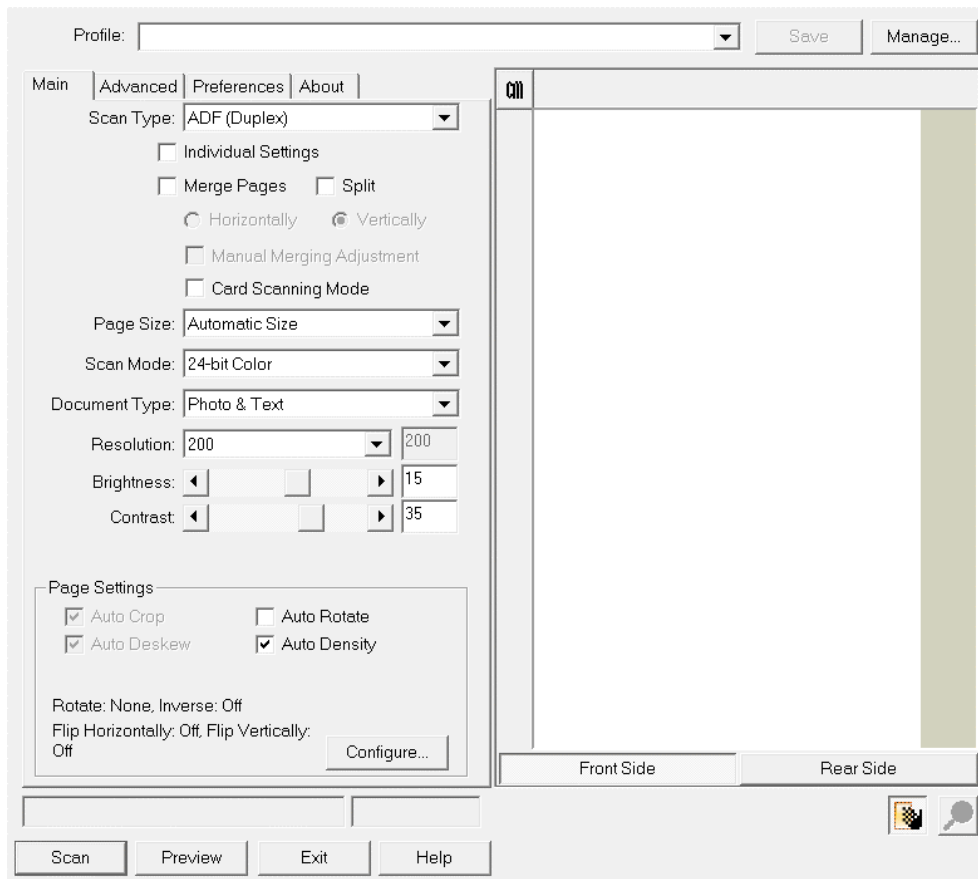 Profile:
Save
Manage...
Main
Advanced
Preferences
About
Scan Type: ADF (Duplex)
Individual Settings
Merge Pages
Split
Horizontally
Vertically
Manual Merging Adjustment
Card Scanning Mode
Page Size: Automatic Size
Scan Mode: 24-bit Color
Document Type: Photo & Text
Resolution: 200
200
Brightness:
15
Contrast:
35
Page Settings
Auto Crop
Auto Rotate
Auto Deskew
Auto Density
Rotate: None, Inverse: Off
Flip Horizontally: Off, Flip Vertically:
Off
Configure...
cm
Front Side
Rear Side
Scan
Preview
Exit
Help